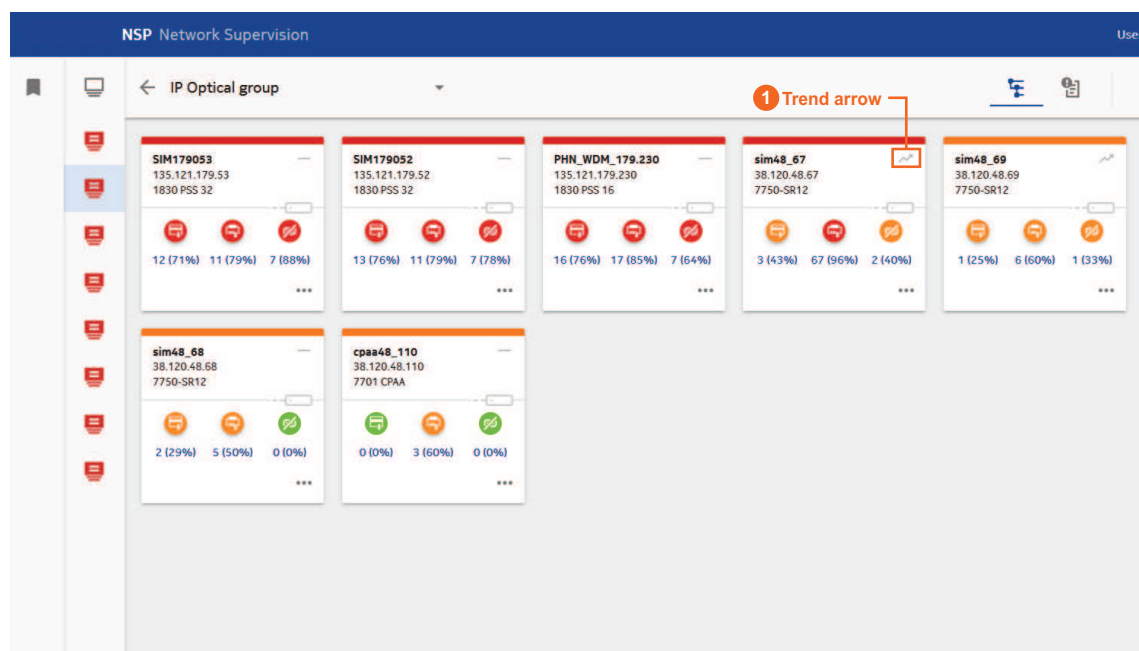 NSP Network Supervision
Use
IP Optical group
1 Trend arrow
SIM179053
135.121.179.53
1830 PSS 32
12 (71%) 11 (79%) 7 (88%)
SIM179052
135.121.179.52
1830 PSS 32
13 (76%) 11 (79%) 7 (78%)
PHN_WDM_179.230
135.121.179.230
1830 PSS 16
16 (76%) 17 (85%) 7 (64%)
sim48_67
38.120.48.67
7750-SR12
3 (43%) 67 (96%) 2 (40%)
sim48_69
38.120.48.69
7750-SR12
1 (25%) 6 (60%) 1 (33%)
sim48_68
38.120.48.68
7750-SR12
2 (29%) 5 (50%) 0 (0%)
cpaa48_110
38.120.48.110
7701 CPAA
0 (0%) 3 (60%) 0 (0%)